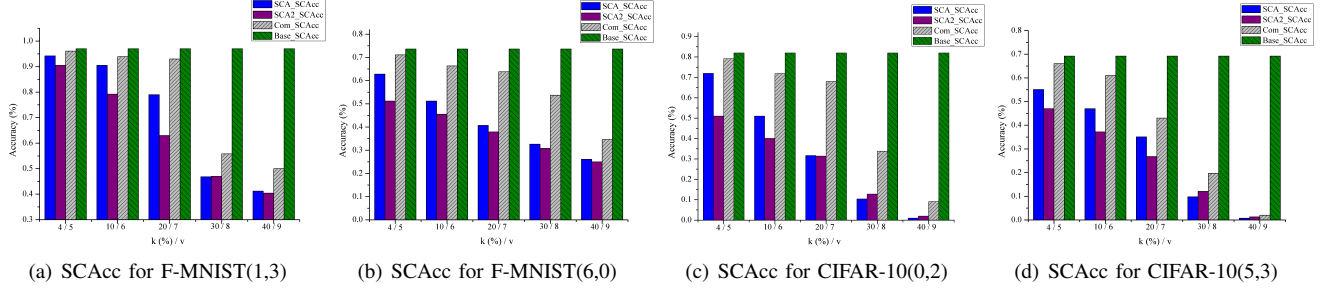 SCA_SCAcc
SCA2_SCAcc
Com_SCAcc
Base_SCAcc
Accuracy (%)
1.0
0.9
0.8
0.7
0.6
0.5
0.4
0.3
4 / 5 10 / 6 20 / 7 30 / 8 40 / 9
k (%) / v
(a) SCAcc for F-MNIST(1,3)
SCA_SCAcc
SCA2_SCAcc
Com_SCAcc
Base_SCAcc
Accuracy (%)
0.8
0.7
0.6
0.5
0.4
0.3
0.2
0.1
0.0
4 / 5 10 / 6 20 / 7 30 / 8 40 / 9
k (%) / v
(b) SCAcc for F-MNIST(6,0)
SCA_SCAcc
SCA2_SCAcc
Com_SCAcc
Base_SCAcc
Accuracy (%)
0.9
0.8
0.7
0.6
0.5
0.4
0.3
0.2
0.1
0.0
4 / 5 10 / 6 20 / 7 30 / 8 40 / 9
k (%) / v
(c) SCAcc for CIFAR-10(0,2)
SCA_SCAcc
SCA2_SCAcc
Com_SCAcc
Base_SCAcc
Accuracy (%)
0.8
0.7
0.6
0.5
0.4
0.3
0.2
0.1
0.0
4 / 5 10 / 6 20 / 7 30 / 8 40 / 9
k (%) / v
(d) SCAcc for CIFAR-10(5,3)